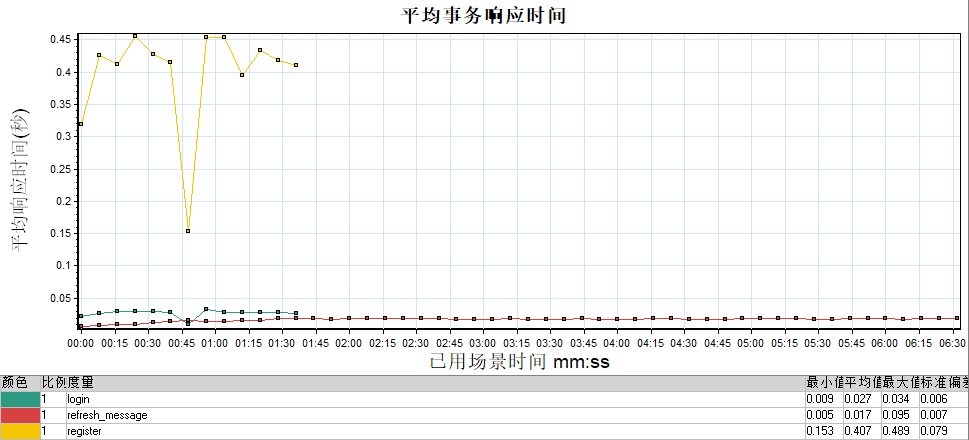 平均事务响应时间
平均响应时间(秒)
0.45
0.4
0.35
0.3
0.25
0.2
0.15
0.1
0.05
00:00 00:15 00:30 00:45 01:00 01:15 01:30 01:45 02:00 02:15 02:30 02:45 03:00 03:15 03:30 03:45 04:00 04:15 04:30 04:45 05:00 05:15 05:30 05:45 06:00 06:15 06:30
已用场景时间 mm:ss
颜色 比例 度量 最小值 平均值 最大值 标准偏差
1 login 0.009 0.027 0.034 0.006
1 refresh_message 0.005 0.017 0.095 0.007
1 register 0.153 0.407 0.489 0.079